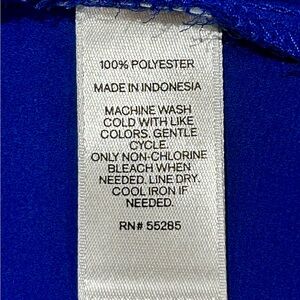 100% POLYESTER
MADE IN INDONESIA
MACHINE WASH
COLD WITH LIKE
COLORS. GENTLE
CYCLE.
ONLY NON-CHLORINE
BLEACH WHEN
NEEDED. LINE DRY.
COOL IRON IF
NEEDED.
RN# 55285